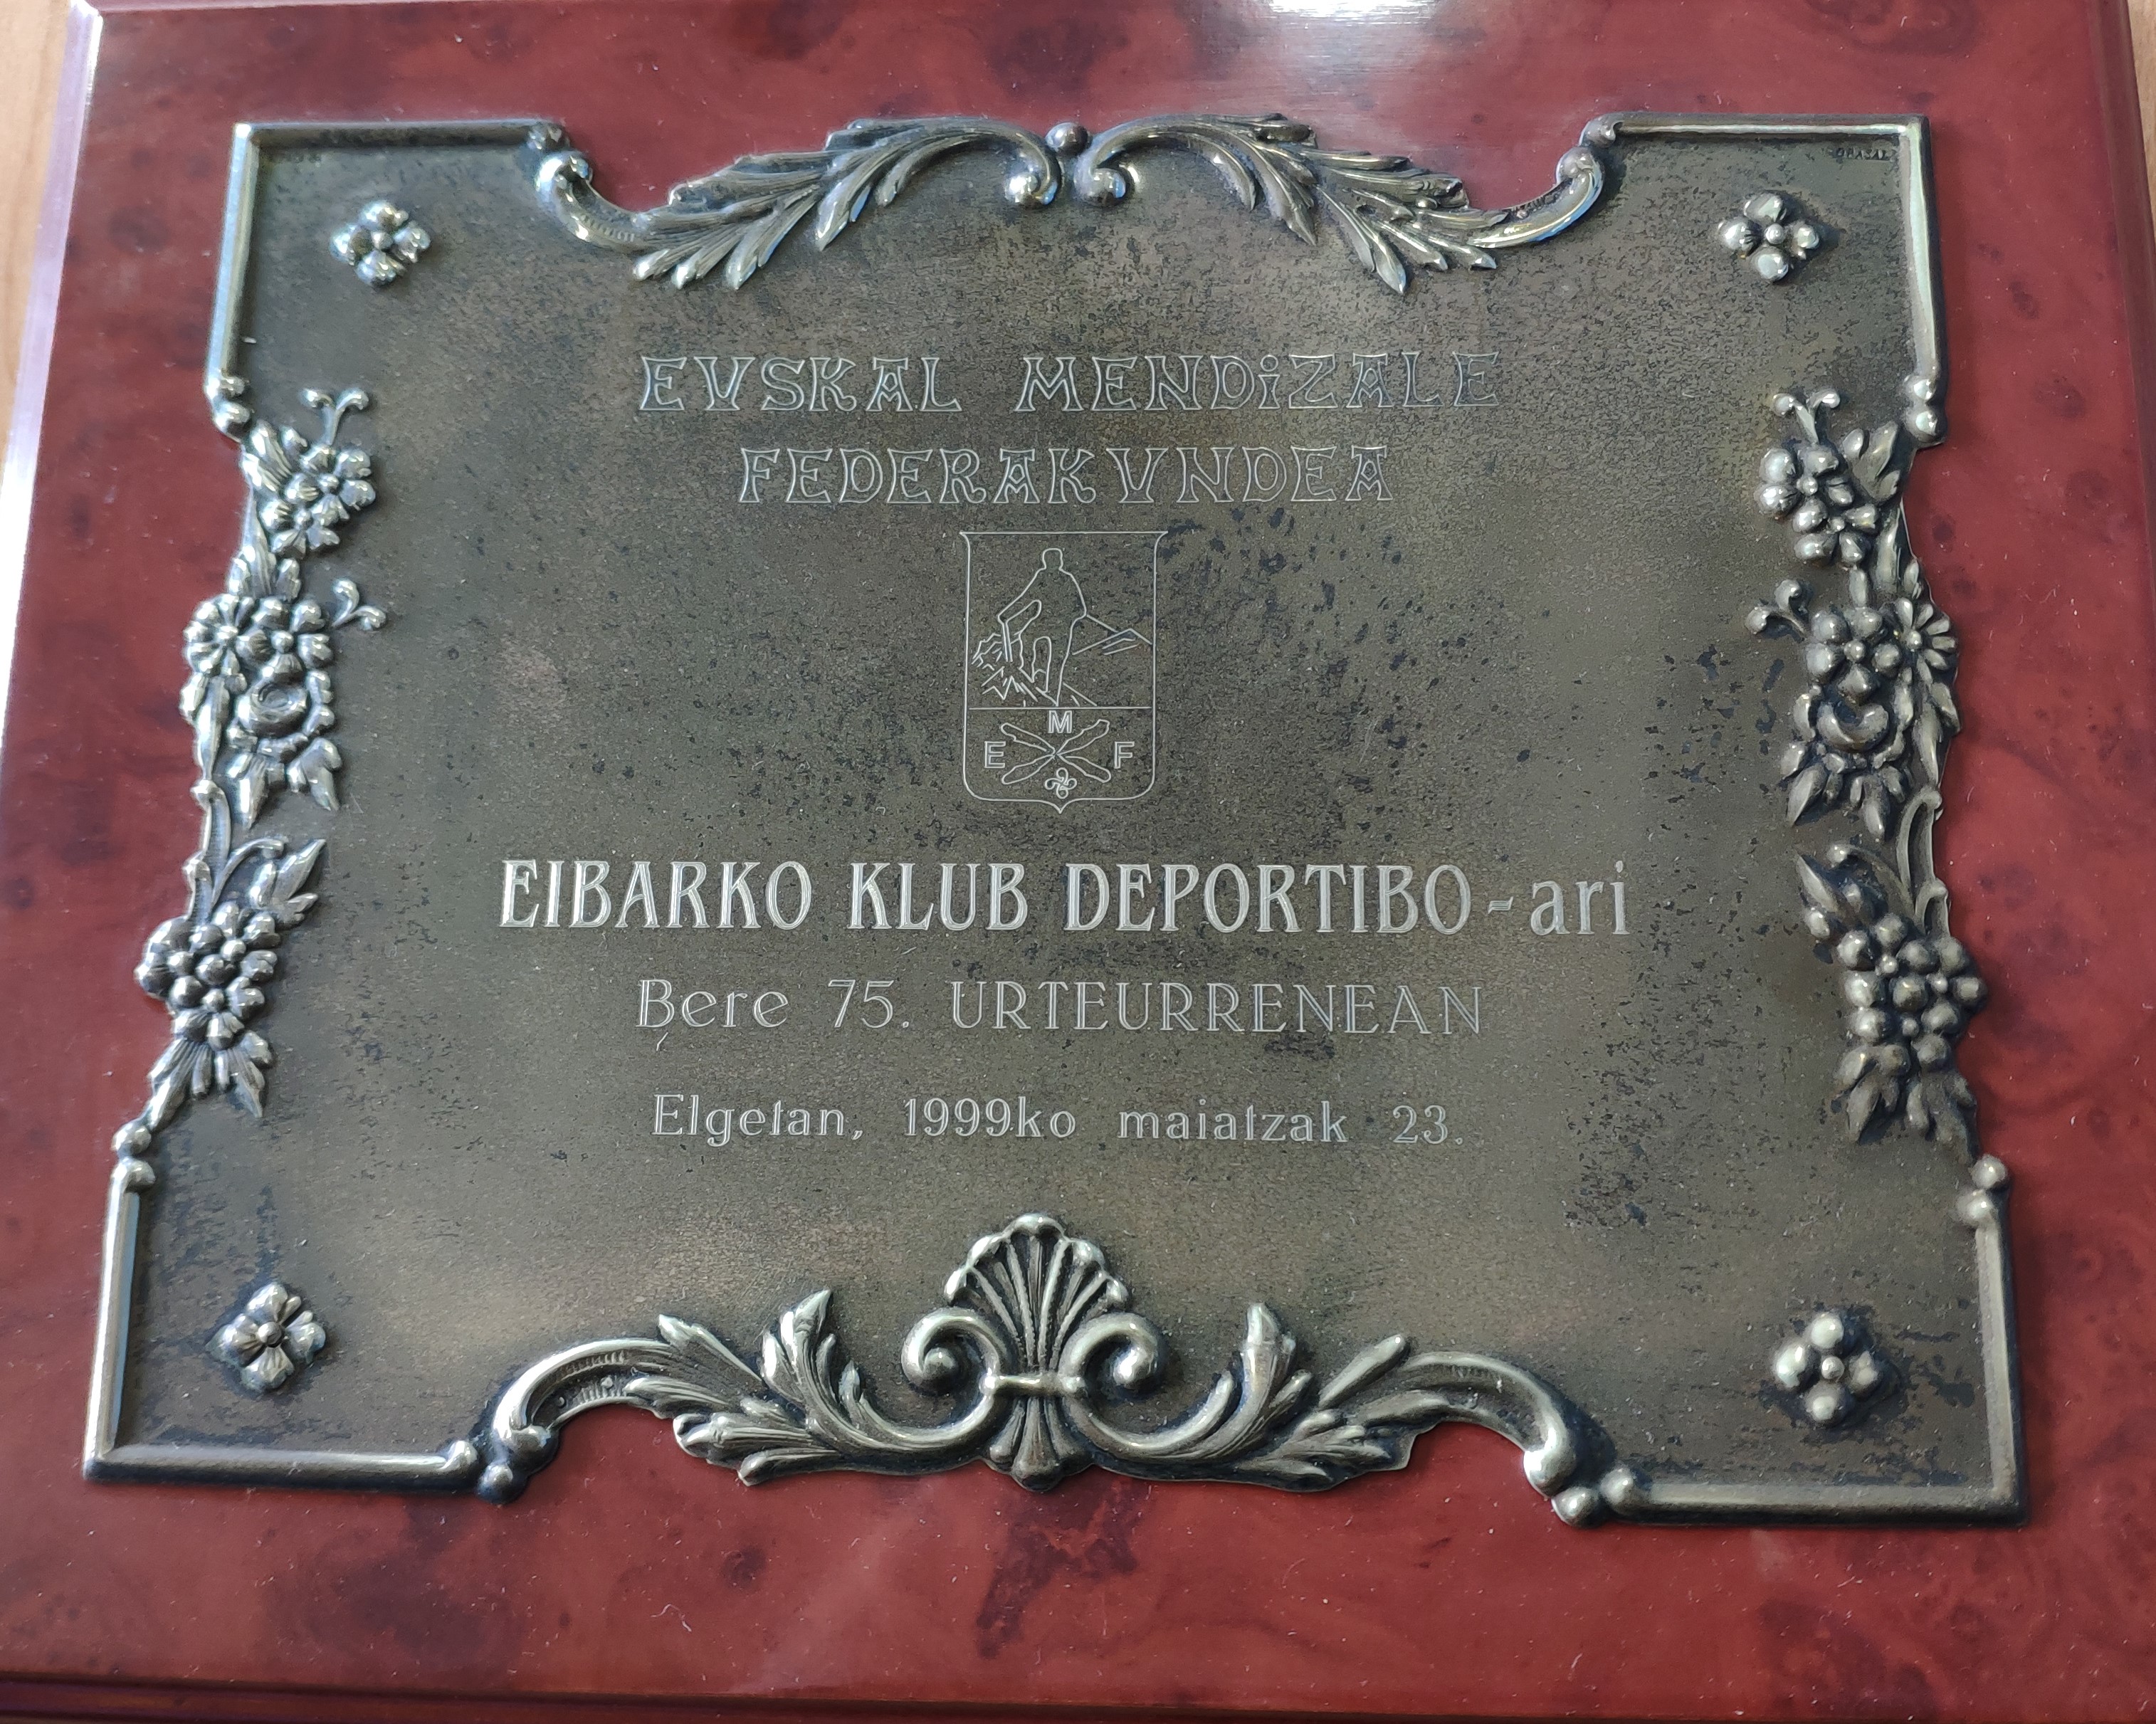 EVSKAL MENDiZALE
FEDERAKVNDEA
M
E F
EIBARKO KLUB DEPORTIBO - ari
Bere 75. URTEURRENEAN
Elgetan, 1999ko maiatzak 23.